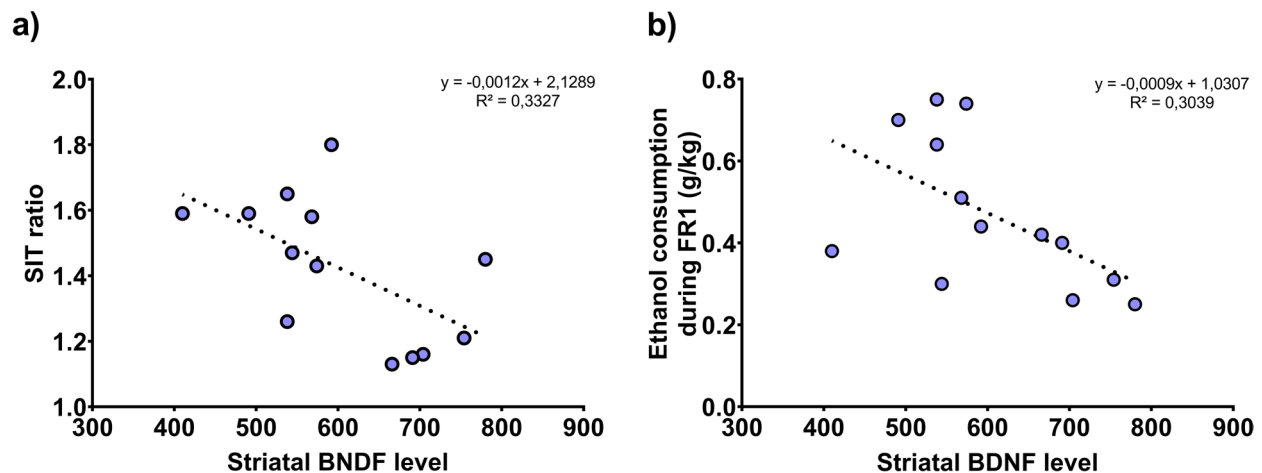 a)
y = -0,0012x + 2,1289
R² = 0,3327
SIT ratio
2.0
1.8
1.6
1.4
1.2
1.0
300 400 500 600 700 800 900
Striatal BNDF level
b)
y = -0,0009x + 1,0307
R² = 0,3039
Ethanol consumption
during FR1 (g/kg)
0.8
0.6
0.4
0.2
0.0
300 400 500 600 700 800 900
Striatal BDNF level